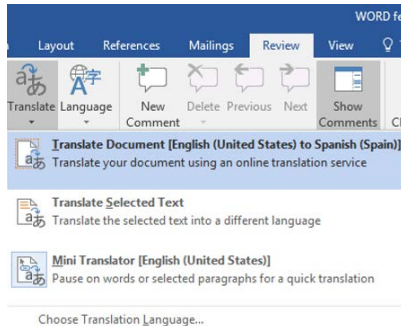 WORD fe
Layout References Mailings Review View
Translate Language New Comment Delete Previous Next Show Comments
Translate Document [English (United States) to Spanish (Spain)]
Translate your document using an online translation service
Translate Selected Text
Translate the selected text into a different language
Mini Translator [English (United States)]
Pause on words or selected paragraphs for a quick translation
Choose Translation Language...